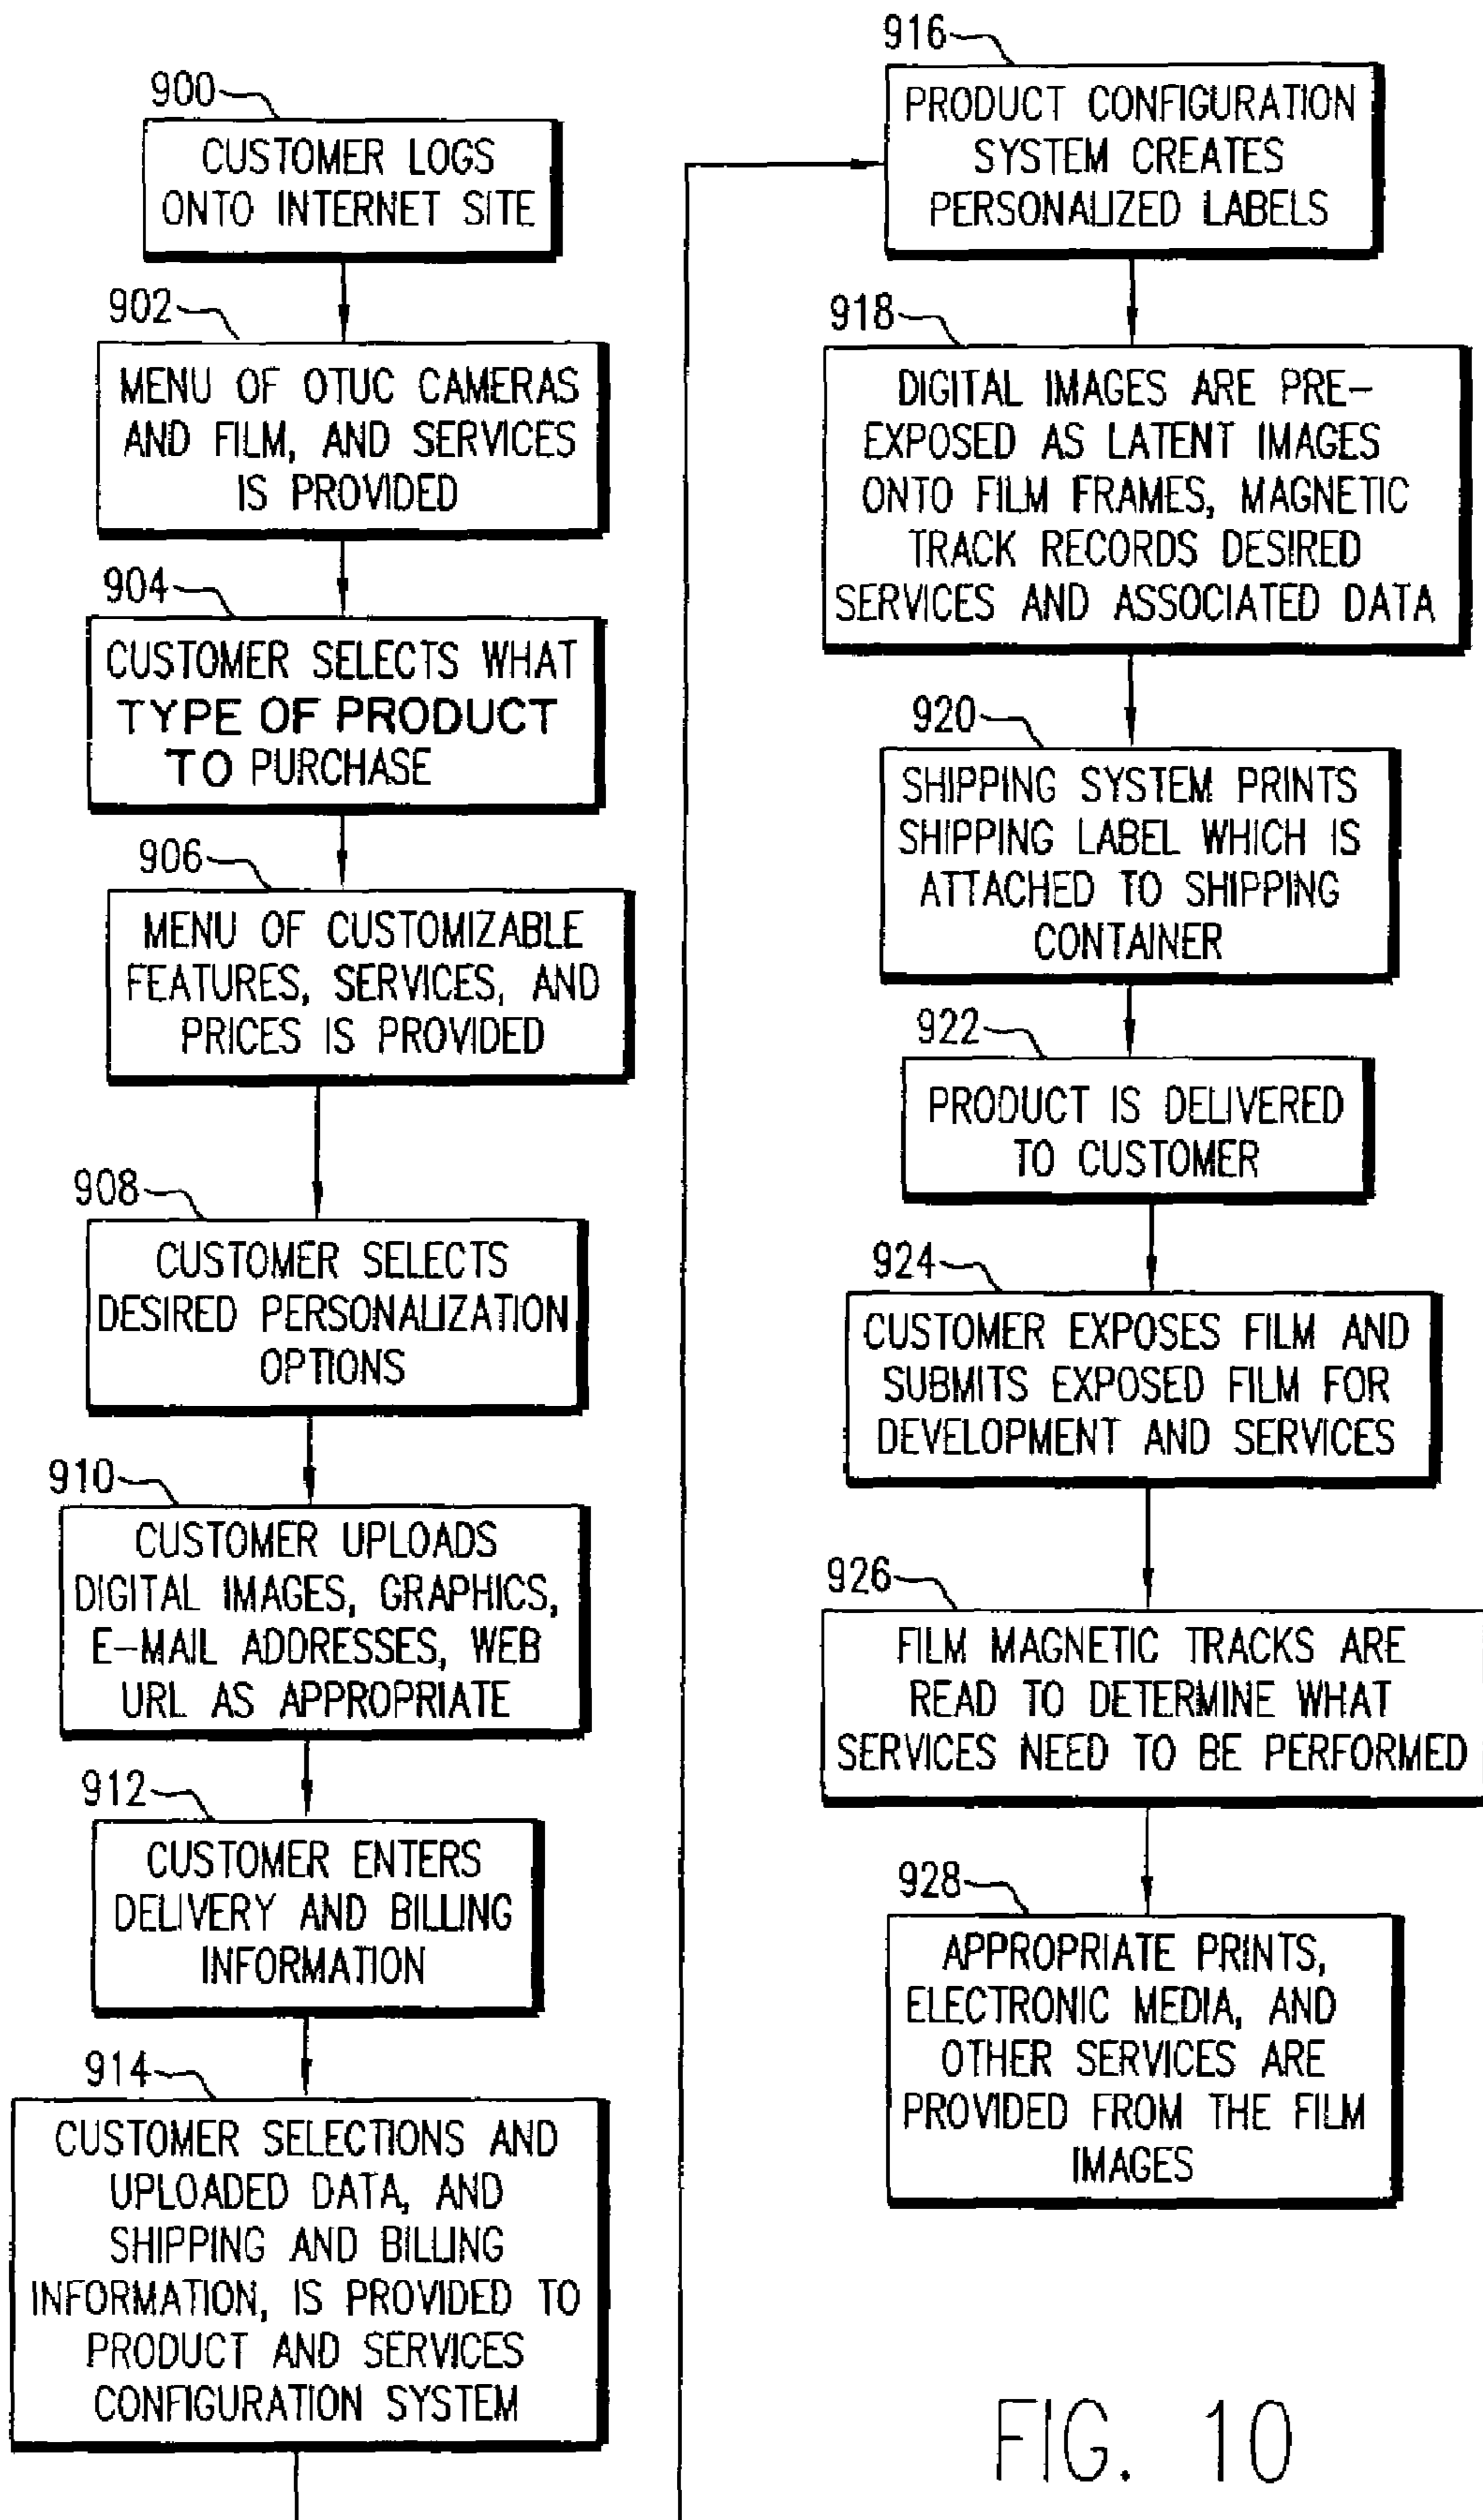 900
CUSTOMER LOGS
ONTO INTERNET SITE
902
MENU OF OTUC CAMERAS
AND FILM, AND SERVICES
IS PROVIDED
904
CUSTOMER SELECTS WHAT
TYPE OF PRODUCT
TO PURCHASE
906
MENU OF CUSTOMIZABLE
FEATURES, SERVICES, AND
PRICES IS PROVIDED
908
CUSTOMER SELECTS
DESIRED PERSONALIZATION
OPTIONS
910
CUSTOMER UPLOADS
DIGITAL IMAGES, GRAPHICS,
E-MAIL ADDRESSES, WEB
URL AS APPROPRIATE
912
CUSTOMER ENTERS
DELIVERY AND BILLING
INFORMATION
914
CUSTOMER SELECTIONS AND
UPLOADED DATA, AND
SHIPPING AND BILLING
INFORMATION, IS PROVIDED TO
PRODUCT AND SERVICES
CONFIGURATION SYSTEM
916
PRODUCT CONFIGURATION
SYSTEM CREATES
PERSONALIZED LABELS
918
DIGITAL IMAGES ARE PRE-
EXPOSED AS LATENT IMAGES
ONTO FILM FRAMES, MAGNETIC
TRACK RECORDS DESIRED
SERVICES AND ASSOCIATED DATA
920
SHIPPING SYSTEM PRINTS
SHIPPING LABEL WHICH IS
ATTACHED TO SHIPPING
CONTAINER
922
PRODUCT IS DELIVERED
TO CUSTOMER
924
CUSTOMER EXPOSES FILM AND
SUBMITS EXPOSED FILM FOR
DEVELOPMENT AND SERVICES
926
FILM MAGNETIC TRACKS ARE
READ TO DETERMINE WHAT
SERVICES NEED TO BE PERFORMED
928
APPROPRIATE PRINTS,
ELECTRONIC MEDIA, AND
OTHER SERVICES ARE
PROVIDED FROM THE FILM
IMAGES
FIG. 10